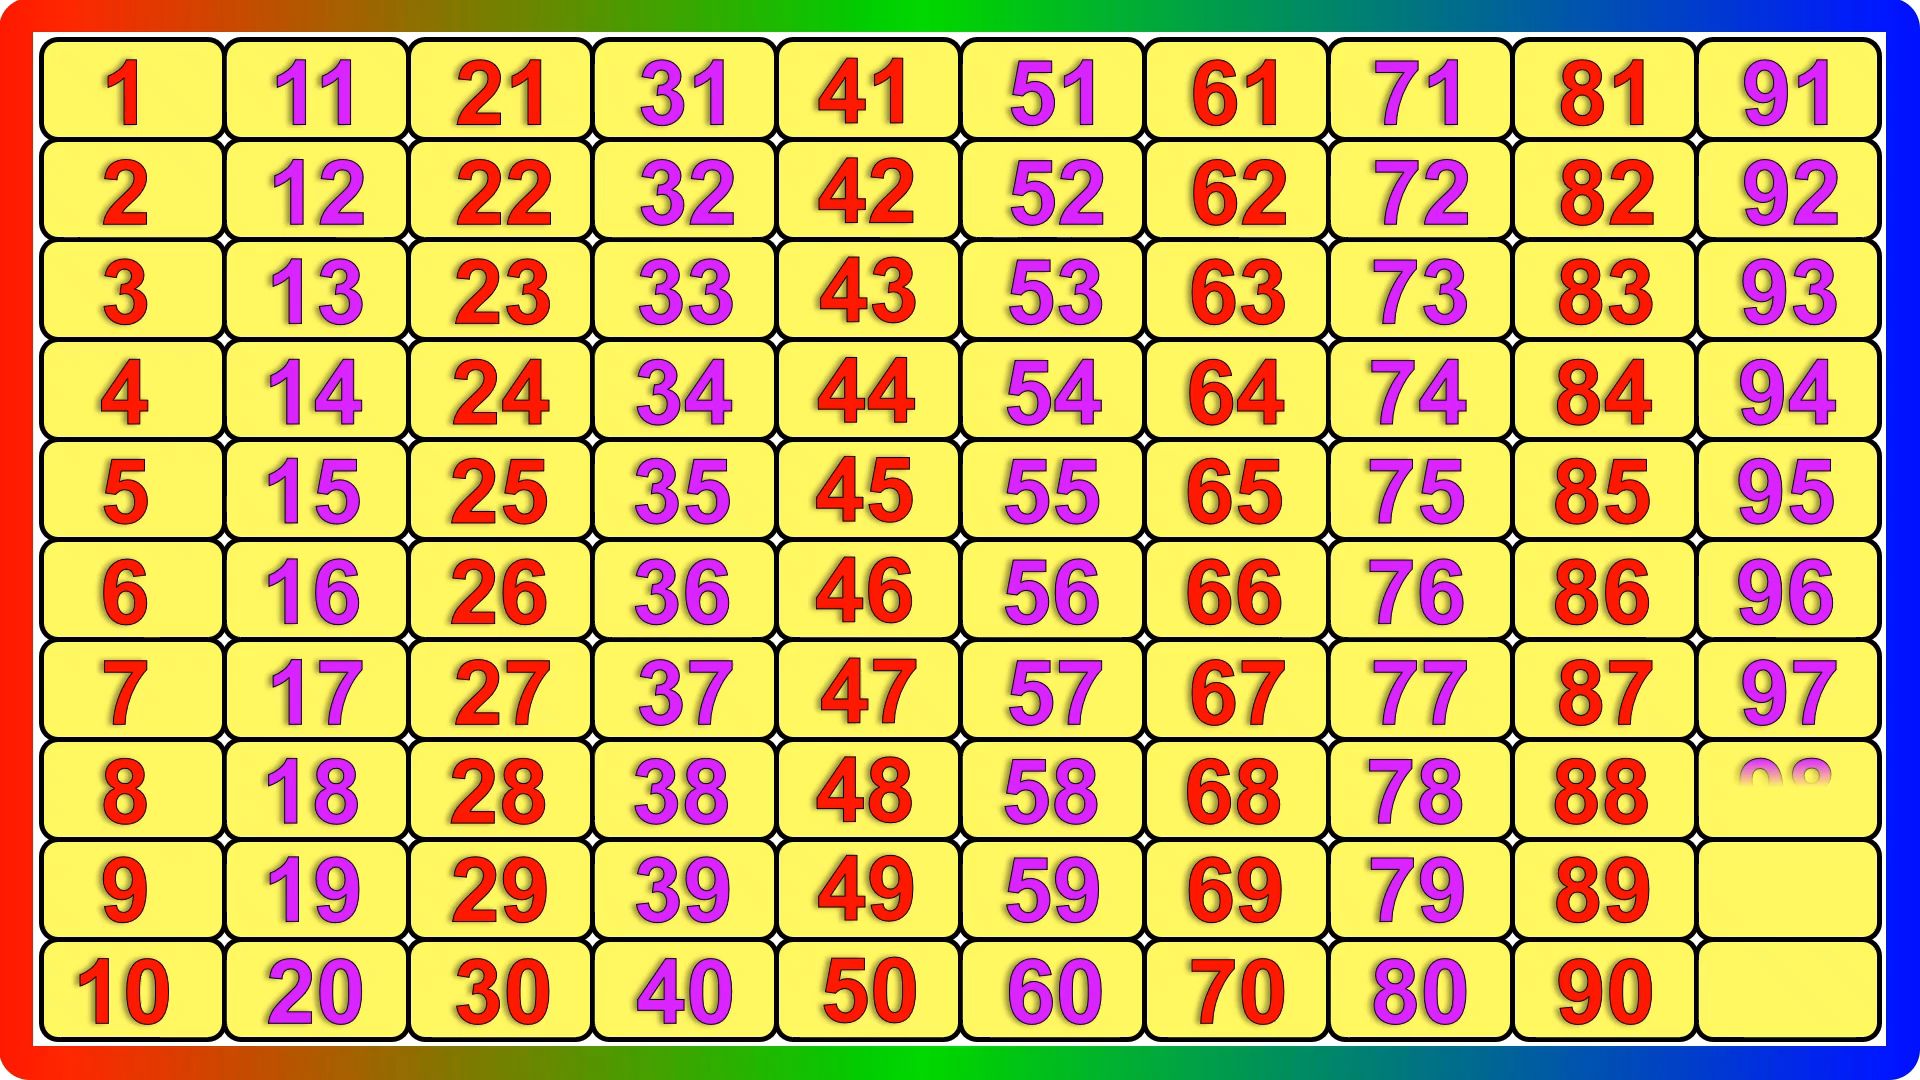 1 11 21 31 41 51 61 71 81 91
2 12 22 32 42 52 62 72 82 92
3 13 23 33 43 53 63 73 83 93
4 14 24 34 44 54 64 74 84 94
5 15 25 35 45 55 65 75 85 95
6 16 26 36 46 56 66 76 86 96
7 17 27 37 47 57 67 77 87 97
8 18 28 38 48 58 68 78 88
9 19 29 39 49 59 69 79 89
10 20 30 40 50 60 70 80 90